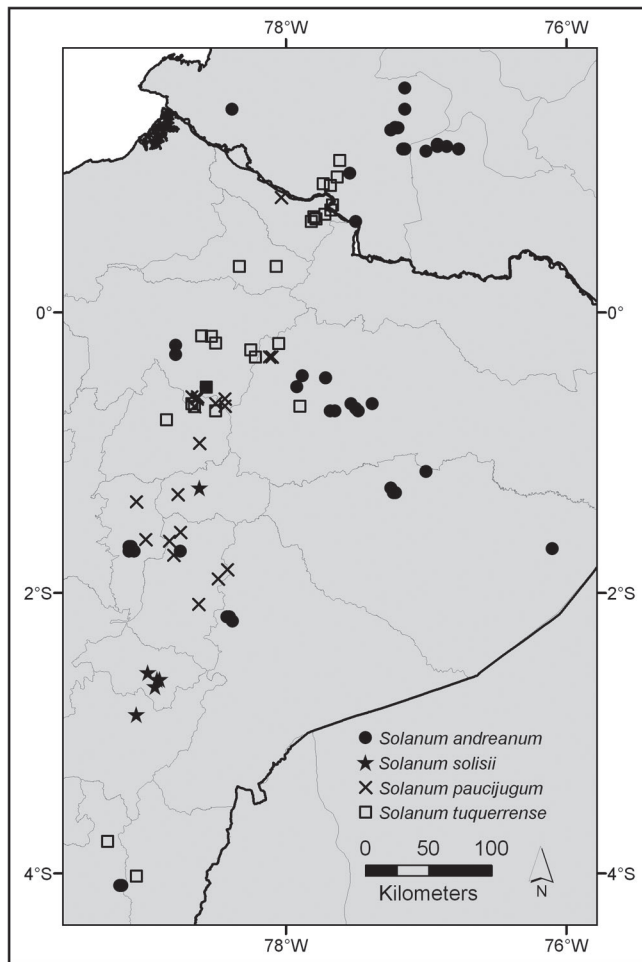 78°W 76°W
0° 0°
2°S 2°S
Solanum andreanum
Solanum solisii
Solanum paucijugum
Solanum tuquerrense
0 50 100
Kilometers
N
4°S 4°S
78°W 76°W